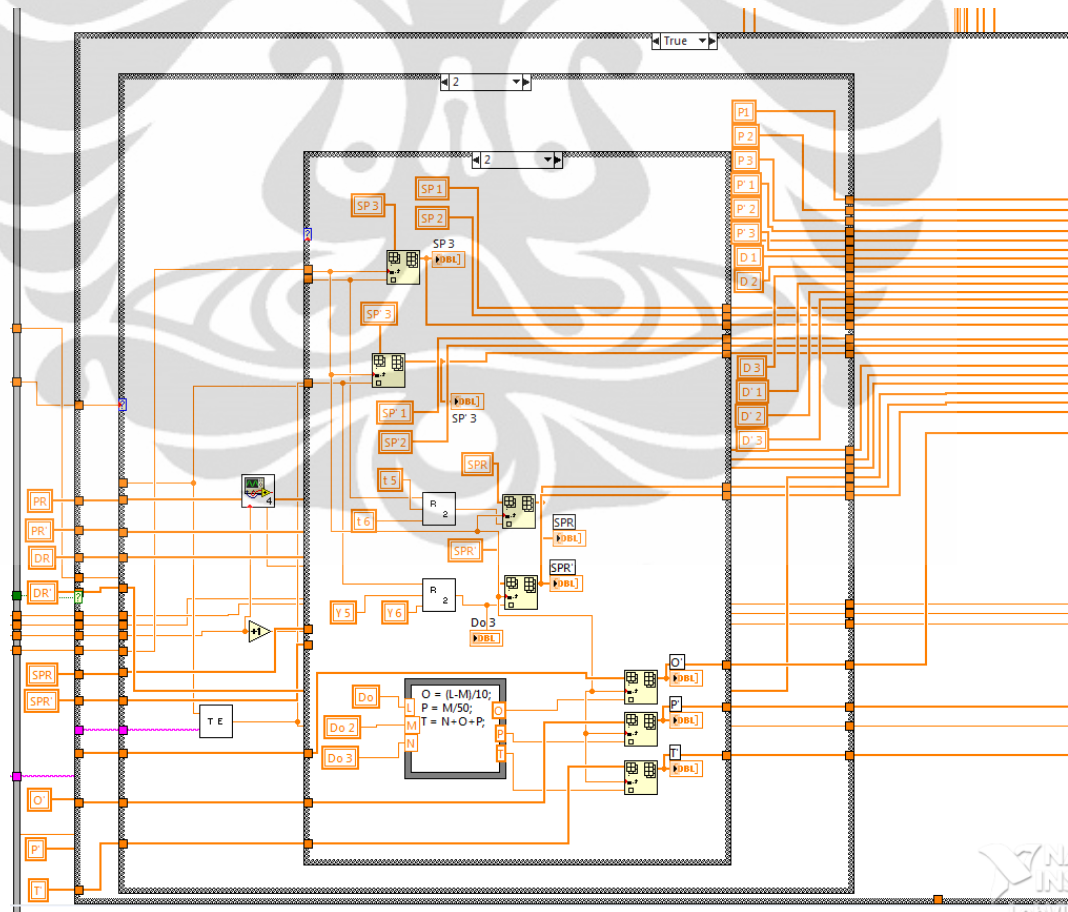 True
2
2
P1
P 2
P 3
P' 1
P' 2
P' 3
D 1
D 2
SP 1
SP 3
SP 2
SP 3
DBL]
SP' 3
D 3
D' 1
D' 2
D' 3
SP' 1
DBL]
SP' 3
SP'2
SPR
t 5
4
PR
R
2
t 6
SPR
DBL]
PR'
SPR'
DR
SPR'
DBL]
DR'
R
2
Y 5
Y 6
Do 3
DBL]
+1
SPR
SPR'
O'
DBL]
Do
L
O = (L-M)/10;
P = M/50;
T = N+O+P;
O
P'
DBL]
T E
Do 2
M
P
Do 3
N
T
T'
DBL]
O'
P'
T'